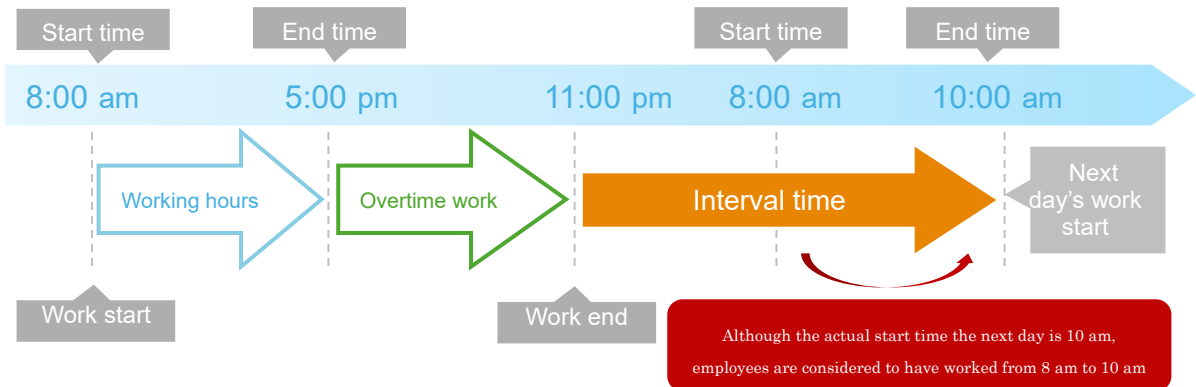 Start time
End time
Start time
End time
8:00 am
5:00 pm
11:00 pm
8:00 am
10:00 am
Working hours
Overtime work
Interval time
Next
day’s work
start
Work start
Work end
Although the actual start time the next day is 10 am,
employees are considered to have worked from 8 am to 10 am